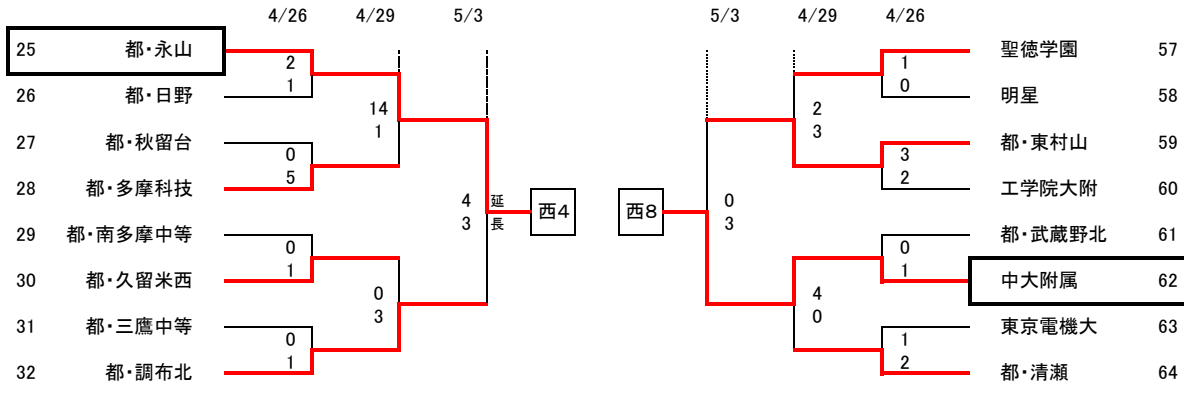 4/26 4/29 5/3
25 都・永山
2
1
26 都・日野
14
1
27 都・秋留台
0
5
28 都・多摩科技
4 延
3 長
西4
29 都・南多摩中等
0
1
30 都・久留米西
0
3
31 都・三鷹中等
0
1
32 都・調布北
5/3 4/29 4/26
聖徳学園 57
1
0
明星 58
2
3
都・東村山 59
3
2
工学院大附 60
西8
0
3
都・武蔵野北 61
0
1
中大附属 62
4
0
東京電機大 63
1
2
都・清瀬 64